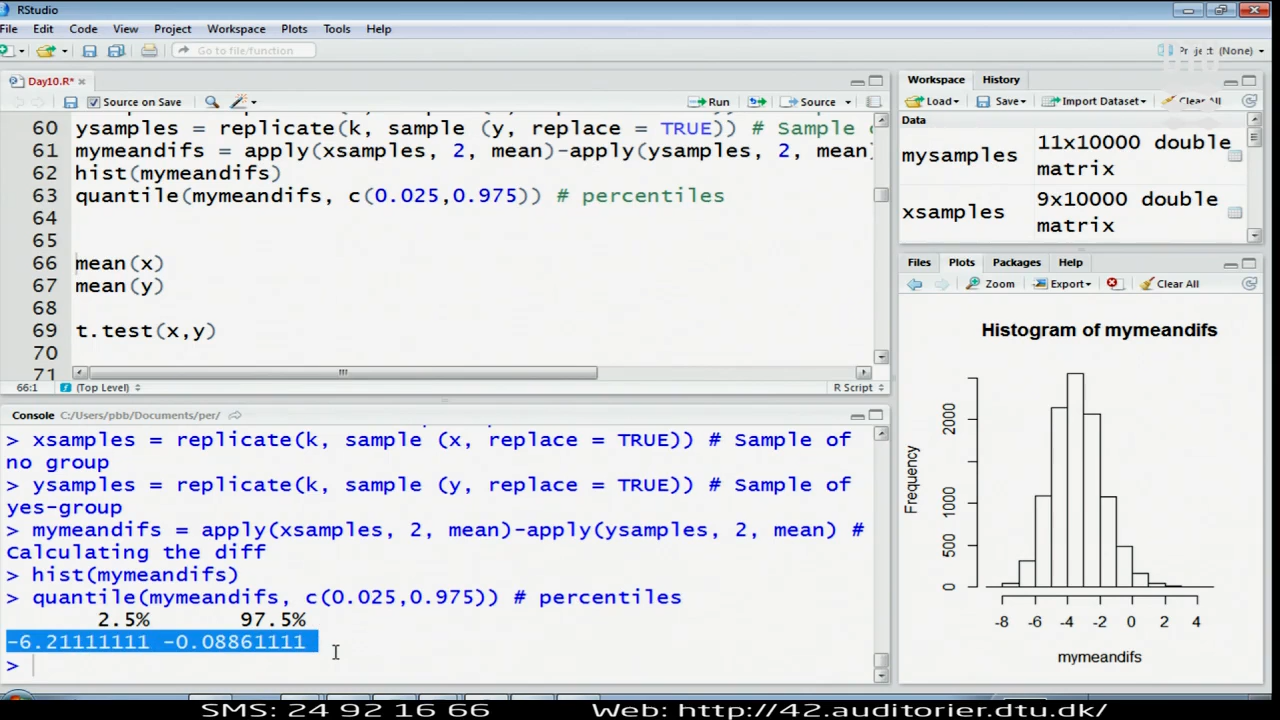 RStudio
File Edit Code View Project Workspace Plots Tools Help
Go to file/function
Project: (None)
Day10.R*
Source on Save
Run
Source
60 ysamples = replicate(k, sample (y, replace = TRUE)) # Sample
61 mymeandifs = apply(xsamples, 2, mean)-apply(ysamples, 2, mean)
62 hist(mymeandifs)
63 quantile(mymeandifs, c(0.025,0.975)) # percentiles
64
65
66 mean(x)
67 mean(y)
68
69 t.test(x,y)
70
71
66:1 (Top Level) R Script
Console C:/Users/pbb/Documents/per/
> xsamples = replicate(k, sample (x, replace = TRUE)) # Sample of
no group
> ysamples = replicate(k, sample (y, replace = TRUE)) # Sample of
yes-group
> mymeandifs = apply(xsamples, 2, mean)-apply(ysamples, 2, mean) #
Calculating the diff
> hist(mymeandifs)
> quantile(mymeandifs, c(0.025,0.975)) # percentiles
2.5% 97.5%
-6.21111111 -0.08861111
>
Workspace History
Load Save Import Dataset Clear All
Data
mysamples 11x10000 double
matrix
xsamples 9x10000 double
matrix
Files Plots Packages Help
Zoom Export Clear All
Histogram of mymeandifs
Frequency
0 500 1000 2000
-8 -6 -4 -2 0 2 4
mymeandifs
SMS: 24 92 16 66 Web: http://42.auditorier.dtu.dk/